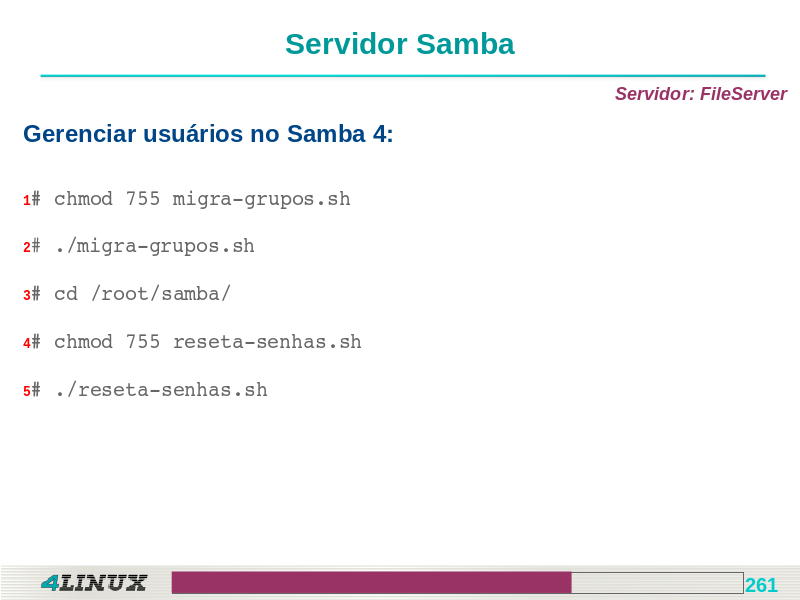 Servidor Samba
Servidor: FileServer
Gerenciar usuários no Samba 4:
1# chmod 755 migra-grupos.sh
2# ./migra-grupos.sh
3# cd /root/samba/
4# chmod 755 reseta-senhas.sh
5# ./reseta-senhas.sh
4LINUX
261